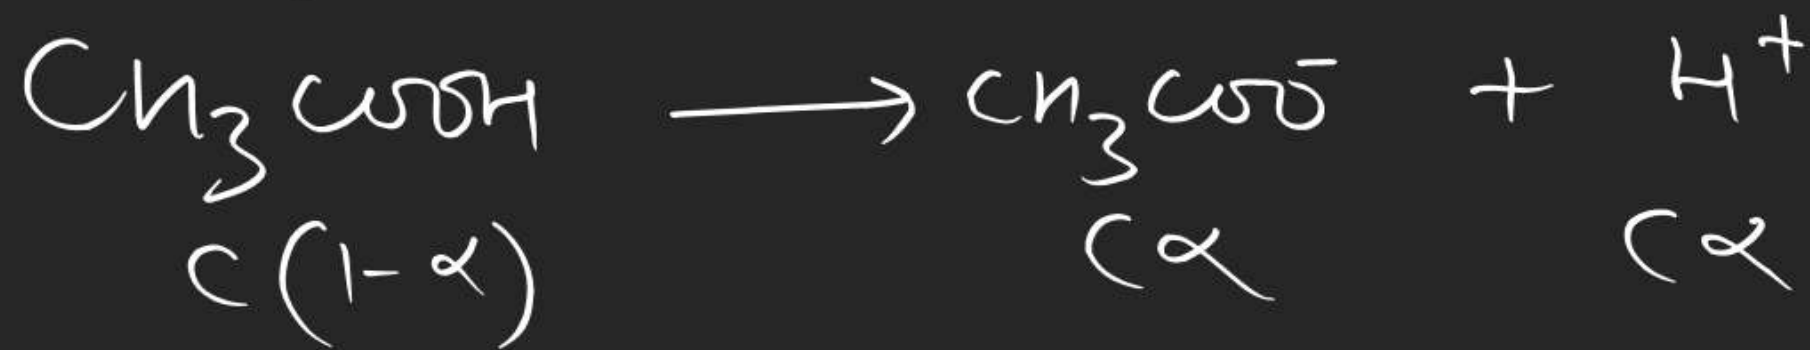 CH₃COOH ⟶ CH₃COO⁻ + H⁺
C(1-α) Cα Cα